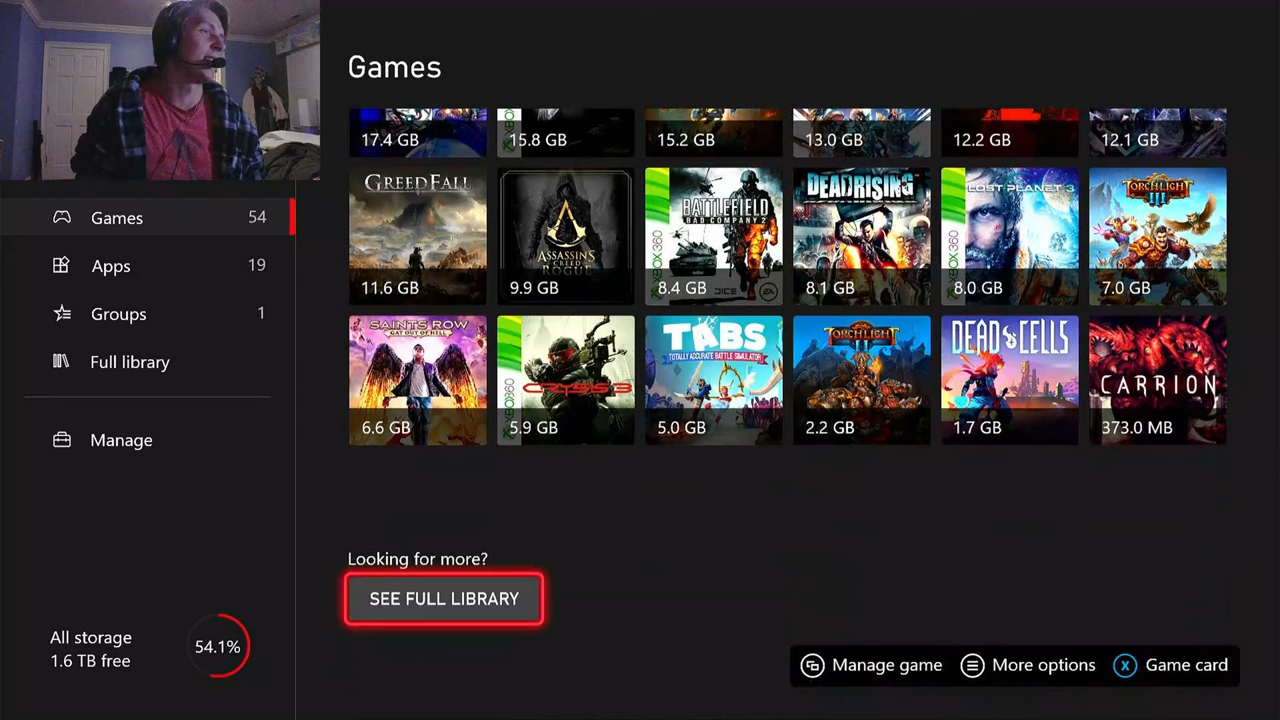 Games
17.4 GB
15.8 GB
15.2 GB
13.0 GB
12.2 GB
12.1 GB
Games 54
Apps 19
Groups 1
Full library
Manage
GREEDFALL
11.6 GB
ASSASSIN'S
CREED
ROGUE
9.9 GB
XBOX 360
BATTLEFIELD
BAD COMPANY 2
DICE
EA
8.4 GB
DEADRISING
8.1 GB
XBOX 360
LOST PLANET 3
8.0 GB
TORCHLIGHT
III
7.0 GB
SAINTS ROW
GAT OUT OF HELL
6.6 GB
XBOX 360
CRYSIS 3
5.9 GB
TABS
TOTALLY ACCURATE BATTLE SIMULATOR
5.0 GB
TORCHLIGHT
II
2.2 GB
DEAD CELLS
1.7 GB
CARRION
373.0 MB
Looking for more?
SEE FULL LIBRARY
All storage
1.6 TB free
54.1%
Manage game
More options
X Game card